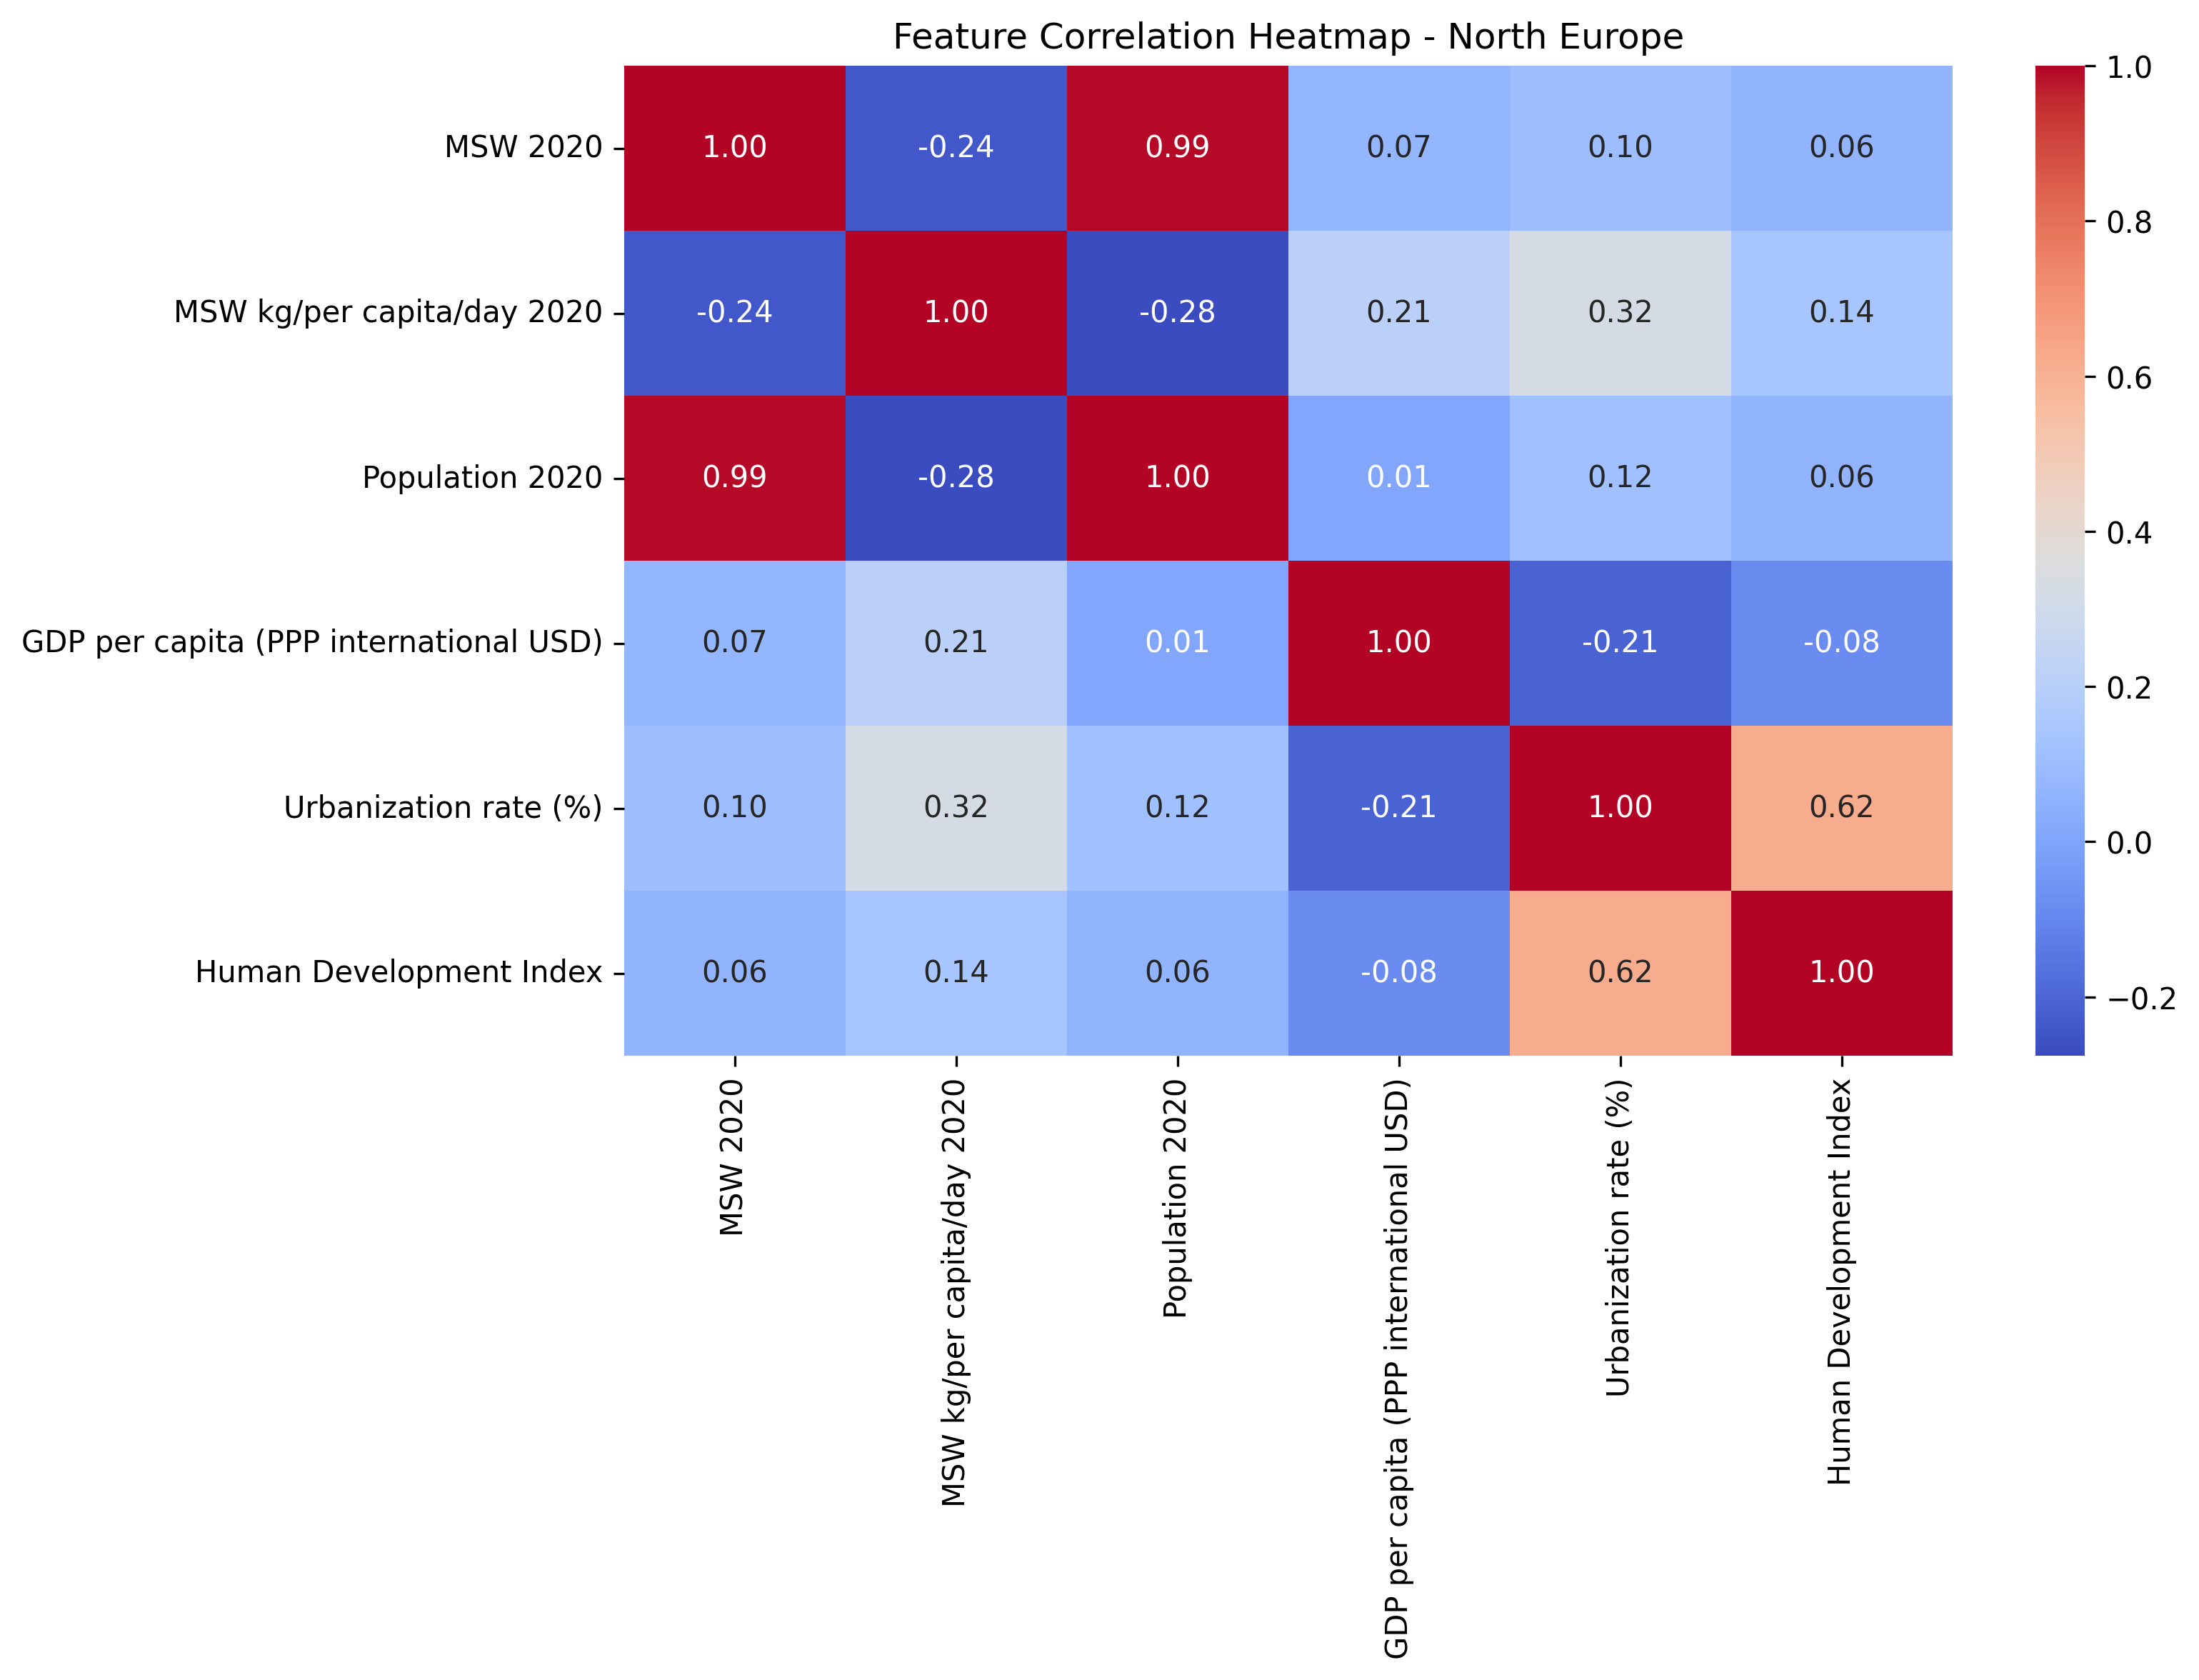 Feature Correlation Heatmap - North Europe
MSW 2020 1.00 -0.24 0.99 0.07 0.10 0.06
MSW kg/per capita/day 2020 -0.24 1.00 -0.28 0.21 0.32 0.14
Population 2020 0.99 -0.28 1.00 0.01 0.12 0.06
GDP per capita (PPP international USD) 0.07 0.21 0.01 1.00 -0.21 -0.08
Urbanization rate (%) 0.10 0.32 0.12 -0.21 1.00 0.62
Human Development Index 0.06 0.14 0.06 -0.08 0.62 1.00
MSW 2020
MSW kg/per capita/day 2020
Population 2020
GDP per capita (PPP international USD)
Urbanization rate (%)
Human Development Index
1.0
0.8
0.6
0.4
0.2
0.0
−0.2